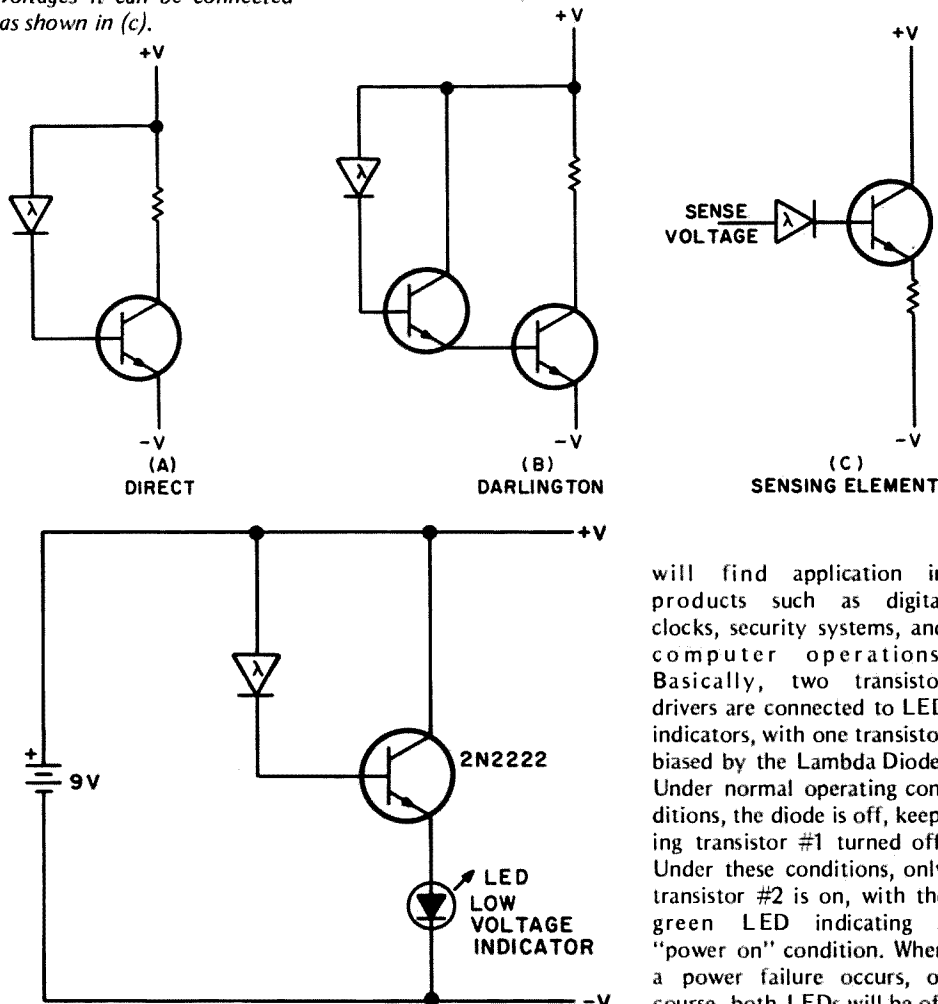 voltages it can be connected
as shown in (c).
+V
+V
+V
λ
λ
SENSE
VOLTAGE
λ
-V
-V
-V
(A)
DIRECT
(B)
DARLINGTON
(C)
SENSING ELEMENT
+V
λ
2N2222
+
9V
LED
LOW
VOLTAGE
INDICATOR
-V
will find application in
products such as digita
clocks, security systems, and
computer operations
Basically, two transisto
drivers are connected to LED
indicators, with one transisto
biased by the Lambda Diode
Under normal operating con
ditions, the diode is off, keep
ing transistor #1 turned off
Under these conditions, only
transistor #2 is on, with the
green LED indicating
"power on" condition. When
a power failure occurs, o
course, both LEDs will be of